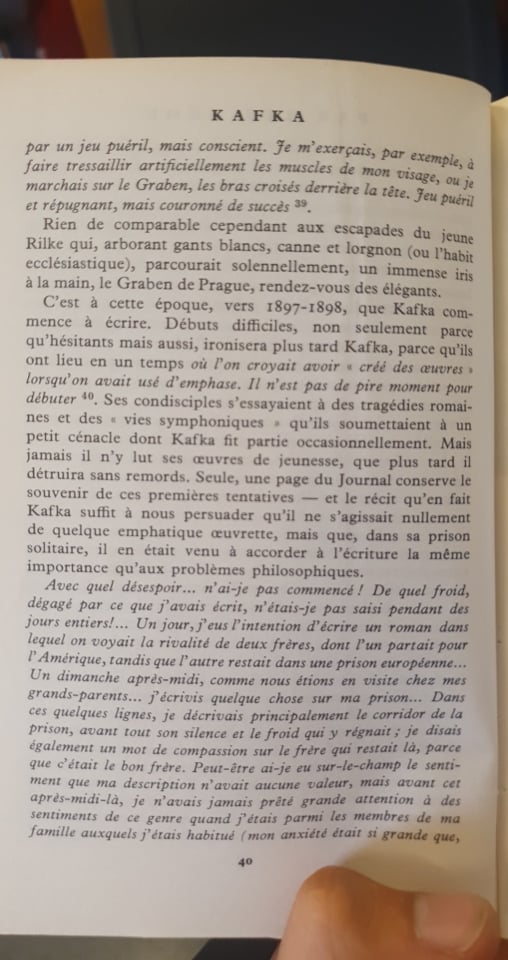 KAFKA
par un jeu puéril, mais conscient. Je m'exerçais, par exemple, à
faire tressaillir artificiellement les muscles de mon visage, ou je
marchais sur le Graben, les bras croisés derrière la tête. Jeu puéril
et répugnant, mais couronné de succès 39.
Rien de comparable cependant aux escapades du jeune
Rilke qui, arborant gants blancs, canne et lorgnon (ou l'habit
ecclésiastique), parcourait solennellement, un immense iris
à la main, le Graben de Prague, rendez-vous des élégants.
C'est à cette époque, vers 1897-1898, que Kafka com-
mence à écrire. Débuts difficiles, non seulement parce
qu'hésitants mais aussi, ironisera plus tard Kafka, parce qu'ils
ont lieu en un temps où l'on croyait avoir « créé des œuvres »
lorsqu'on avait usé d'emphase. Il n'est pas de pire moment pour
débuter 40. Ses condisciples s'essayaient à des tragédies romai-
nes et des « vies symphoniques » qu'ils soumettaient à un
petit cénacle dont Kafka fit partie occasionnellement. Mais
jamais il n'y lut ses œuvres de jeunesse, que plus tard il
détruira sans remords. Seule, une page du Journal conserve le
souvenir de ces premières tentatives — et le récit qu'en fait
Kafka suffit à nous persuader qu'il ne s'agissait nullement
de quelque emphatique œuvrette, mais que, dans sa prison
solitaire, il en était venu à accorder à l'écriture la même
importance qu'aux problèmes philosophiques.
Avec quel désespoir... n'ai-je pas commencé ! De quel froid,
dégagé par ce que j'avais écrit, n'étais-je pas saisi pendant des
jours entiers!... Un jour, j'eus l'intention d'écrire un roman dans
lequel on voyait la rivalité de deux frères, dont l'un partait pour
l'Amérique, tandis que l'autre restait dans une prison européenne...
Un dimanche après-midi, comme nous étions en visite chez mes
grands-parents... j'écrivis quelque chose sur ma prison... Dans
ces quelques lignes, je décrivais principalement le corridor de la
prison, avant tout son silence et le froid qui y régnait ; je disais
également un mot de compassion sur le frère qui restait là, parce
que c'était le bon frère. Peut-être ai-je eu sur-le-champ le senti-
ment que ma description n'avait aucune valeur, mais avant cet
après-midi-là, je n'avais jamais prêté grande attention à des
sentiments de ce genre quand j'étais parmi les membres de ma
famille auxquels j'étais habitué (mon anxiété était si grande que,
40